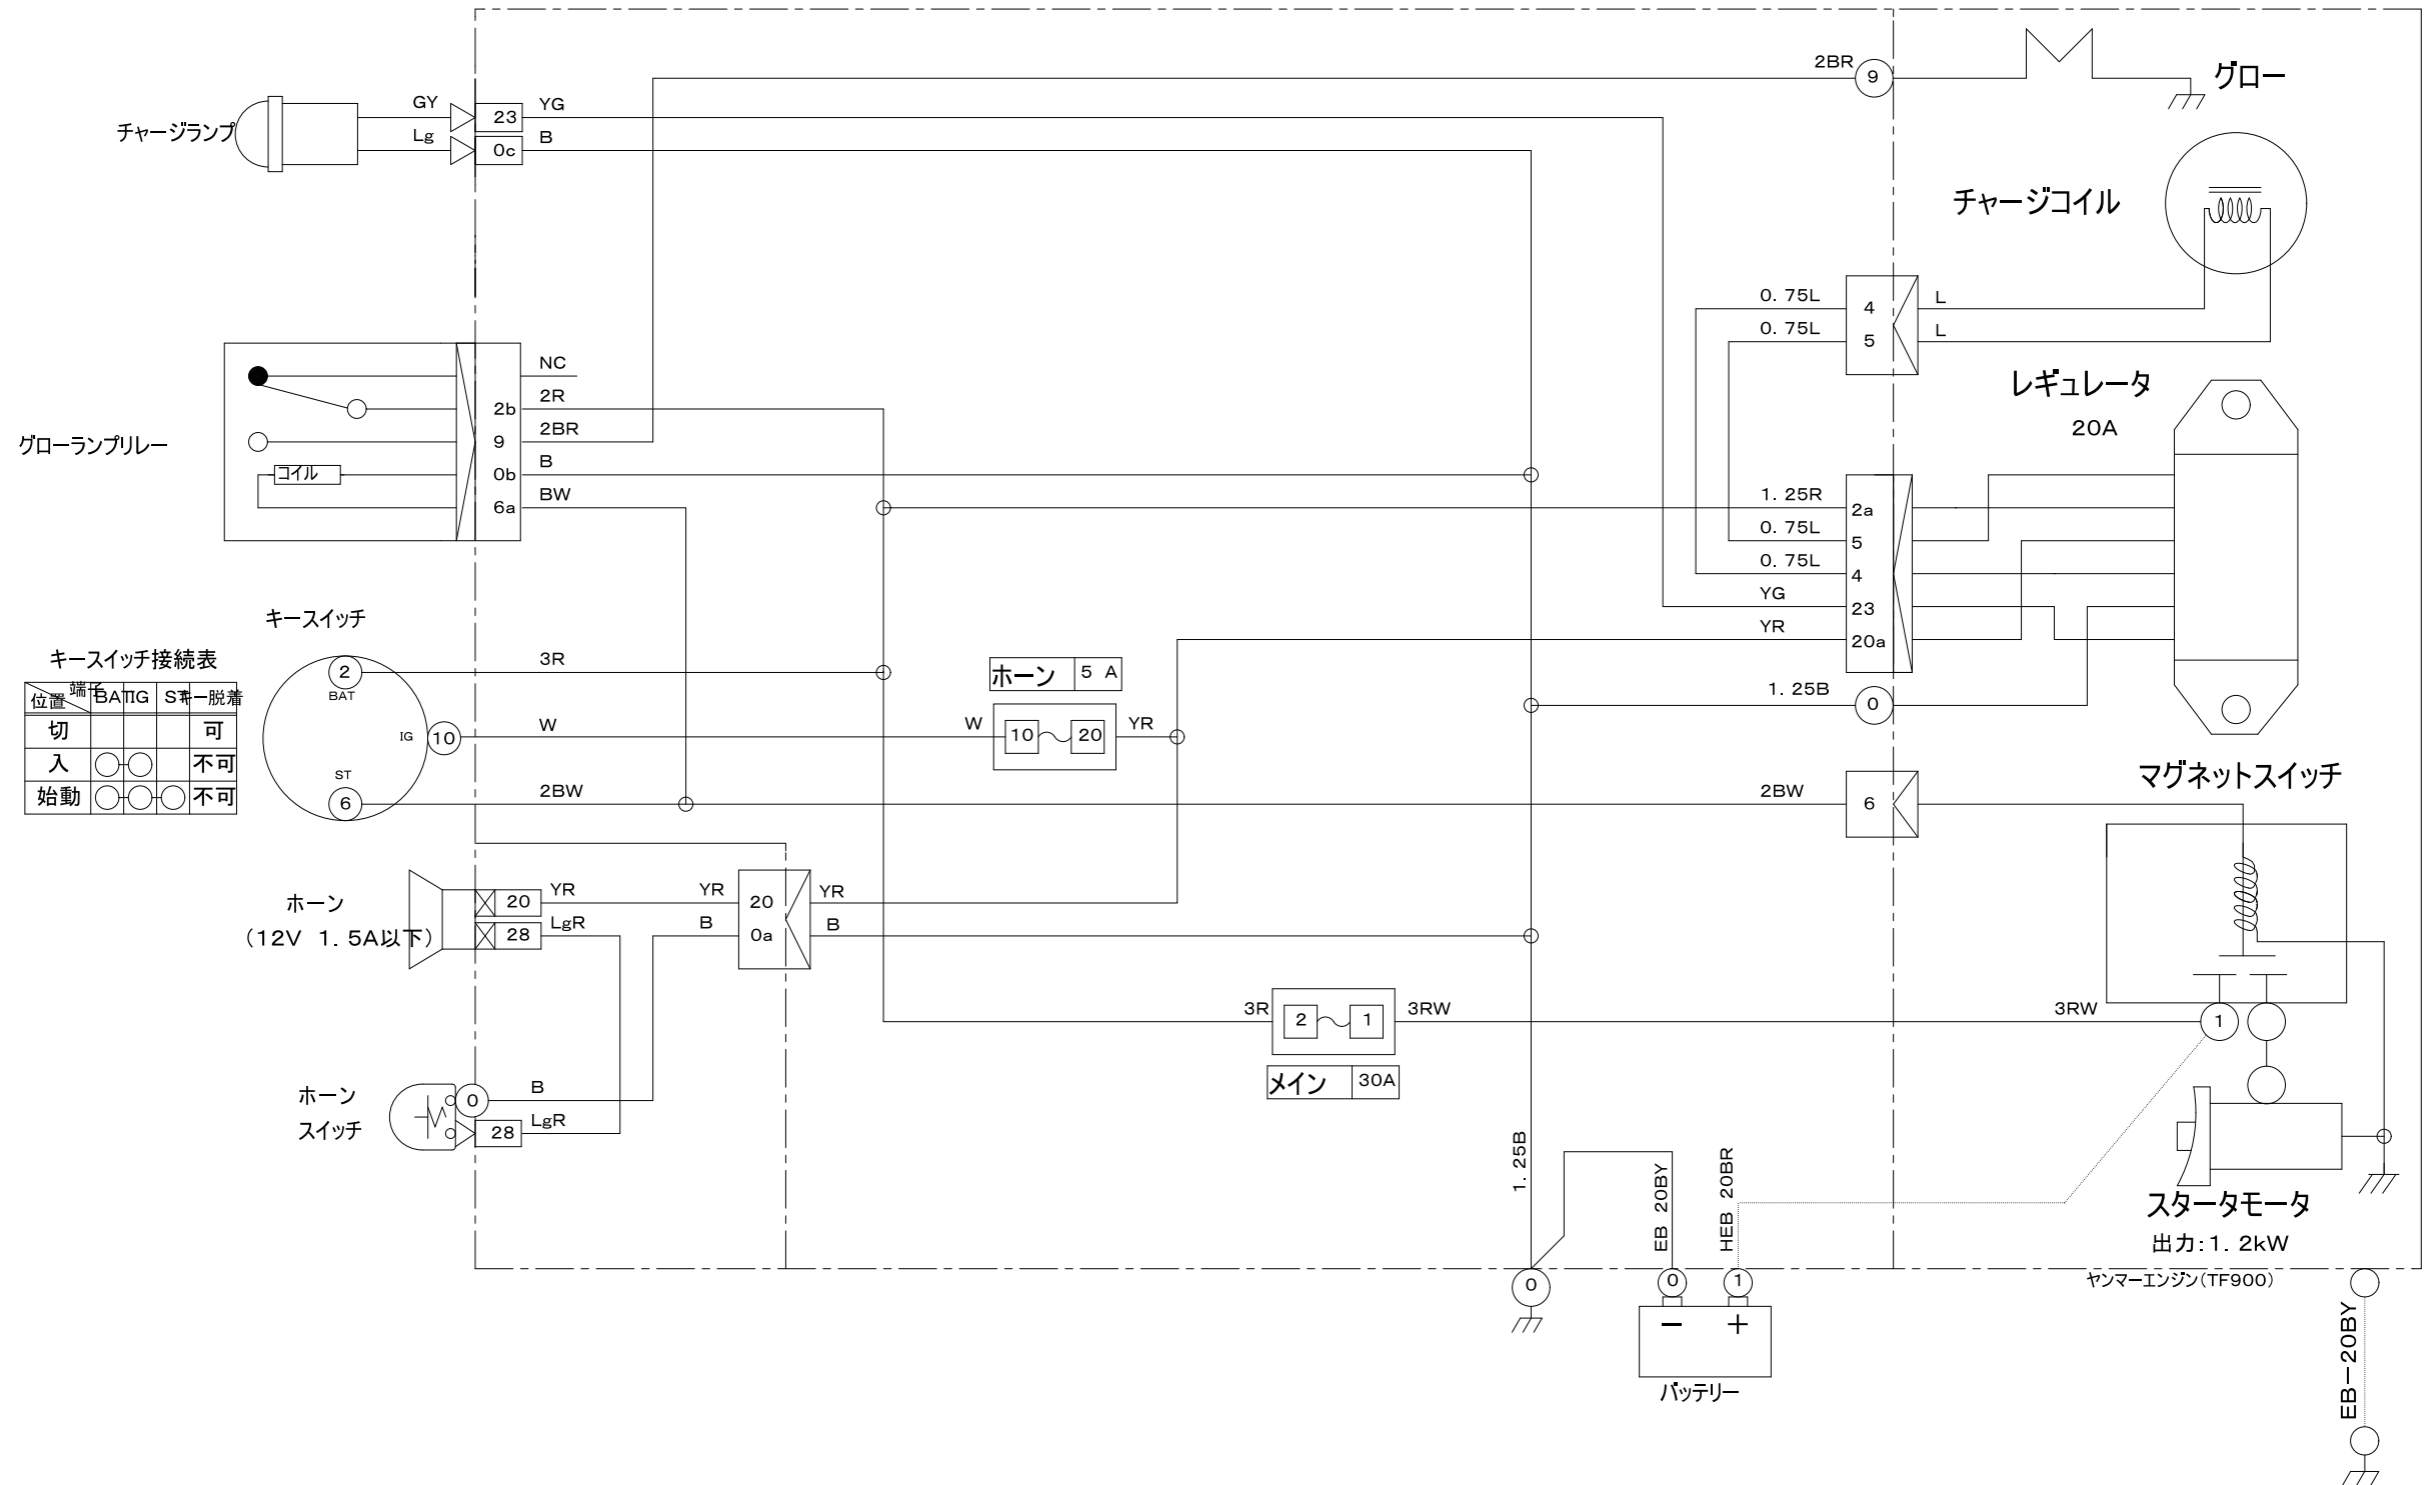 2BR
9
グロー
チャージランプ
GY
23
YG
Lg
0c
B
チャージコイル
0. 75L
4
L
0. 75L
5
L
グローランプリレー
NC
2b
2R
9
2BR
コイル
0b
B
6a
BW
レギュレータ
20A
1. 25R
2a
0. 75L
5
0. 75L
4
YG
23
YR
20a
1. 25B
0
キースイッチ
キースイッチ接続表
位置 端子 BAT IG ST キー脱着
切 可
入 不可
始動 不可
2
BAT
3R
IG
10
W
ST
6
2BW
ホーン 5 A
W
10
20
YR
2BW
6
マグネットスイッチ
ホーン
(12V 1. 5A以下)
20
YR
YR
20
YR
28
LgR
B
0a
B
3R
2
1
3RW
メイン 30A
3RW
1
ホーン
スイッチ
0
B
28
LgR
1. 25B
EB 20BY
HEB 20BR
スタータモータ
出力:1. 2kW
ヤンマーエンジン(TF900)
0
0
1
−
+
バッテリー
EB−20BY